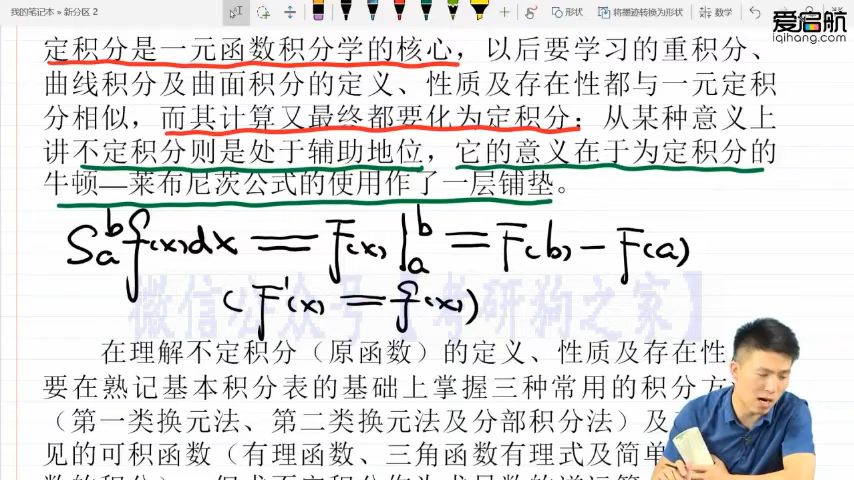 我的笔记本 » 新分区 2
形状
将墨迹转换为形状
数学
爱启航
iqihang.com
定积分是一元函数积分学的核心，以后要学习的重积分、
曲线积分及曲面积分的定义、性质及存在性都与一元定积
分相似，而其计算又最终都要化为定积分；从某种意义上
讲不定积分则是处于辅助地位，它的意义在于为定积分的
牛顿—莱布尼茨公式的使用作了一层铺垫。
∫ₐᵇ f(x)dx = F(x)|ₐᵇ = F(b) − F(a)
(F'(x) = f(x))
微信公众号【考研狗之家】
在理解不定积分（原函数）的定义、性质及存在性
要在熟记基本积分表的基础上掌握三种常用的积分方
（第一类换元法、第二类换元法及分部积分法）及
见的可积函数（有理函数、三角函数有理式及简单